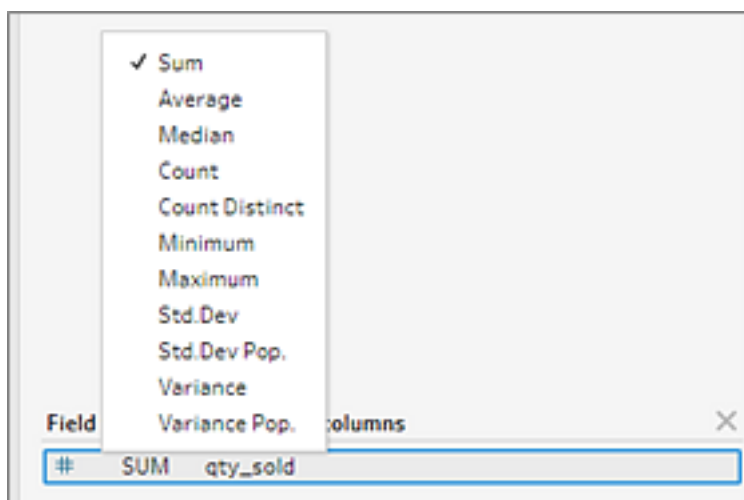 ✓ Sum
Average
Median
Count
Count Distinct
Minimum
Maximum
Std.Dev
Std.Dev Pop.
Variance
Variance Pop.
Field columns
# SUM qty_sold